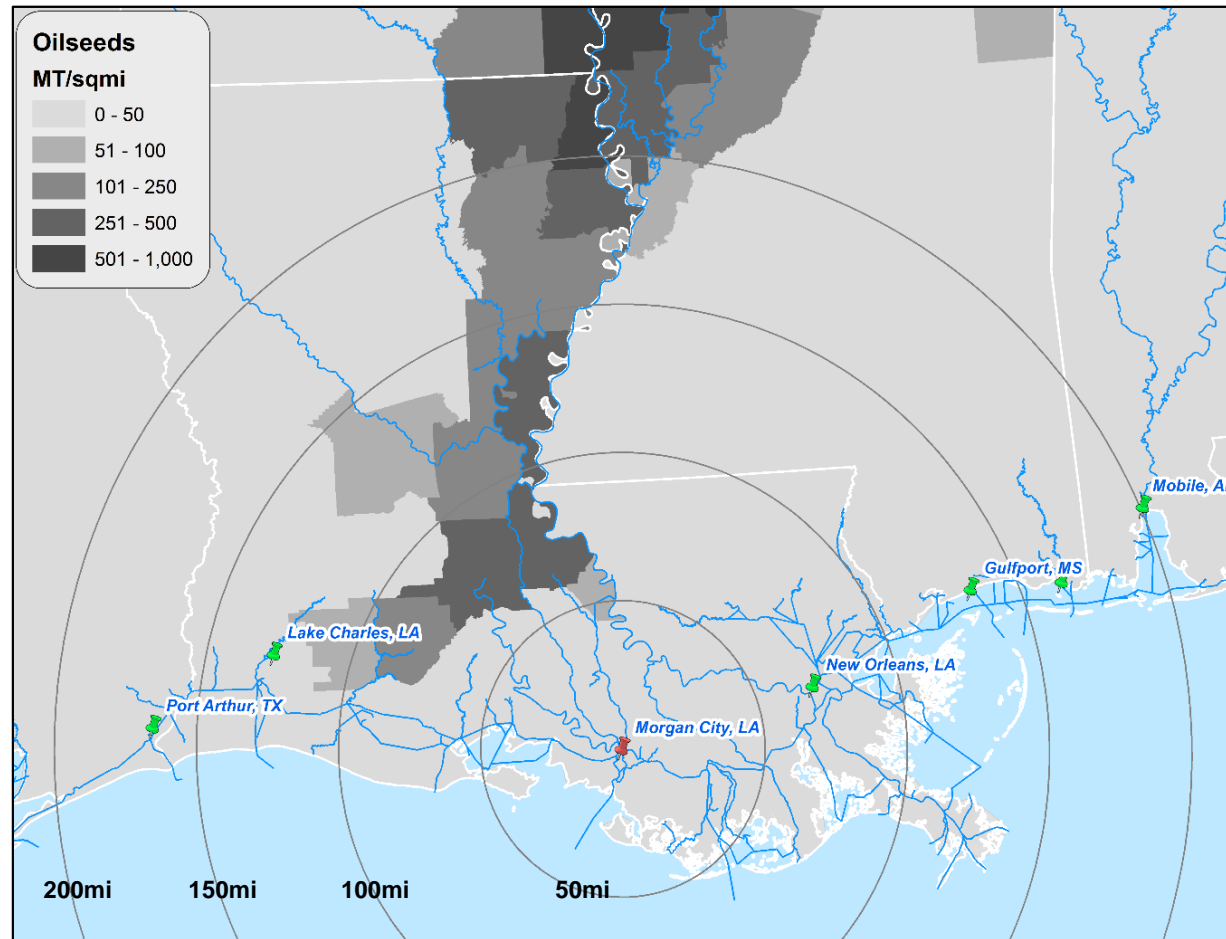 Oilseeds
MT/sqmi
0 - 50
51 - 100
101 - 250
251 - 500
501 - 1,000
Mobile, A
Gulfport, MS
Lake Charles, LA
New Orleans, LA
Port Arthur, TX
Morgan City, LA
200mi 150mi 100mi 50mi